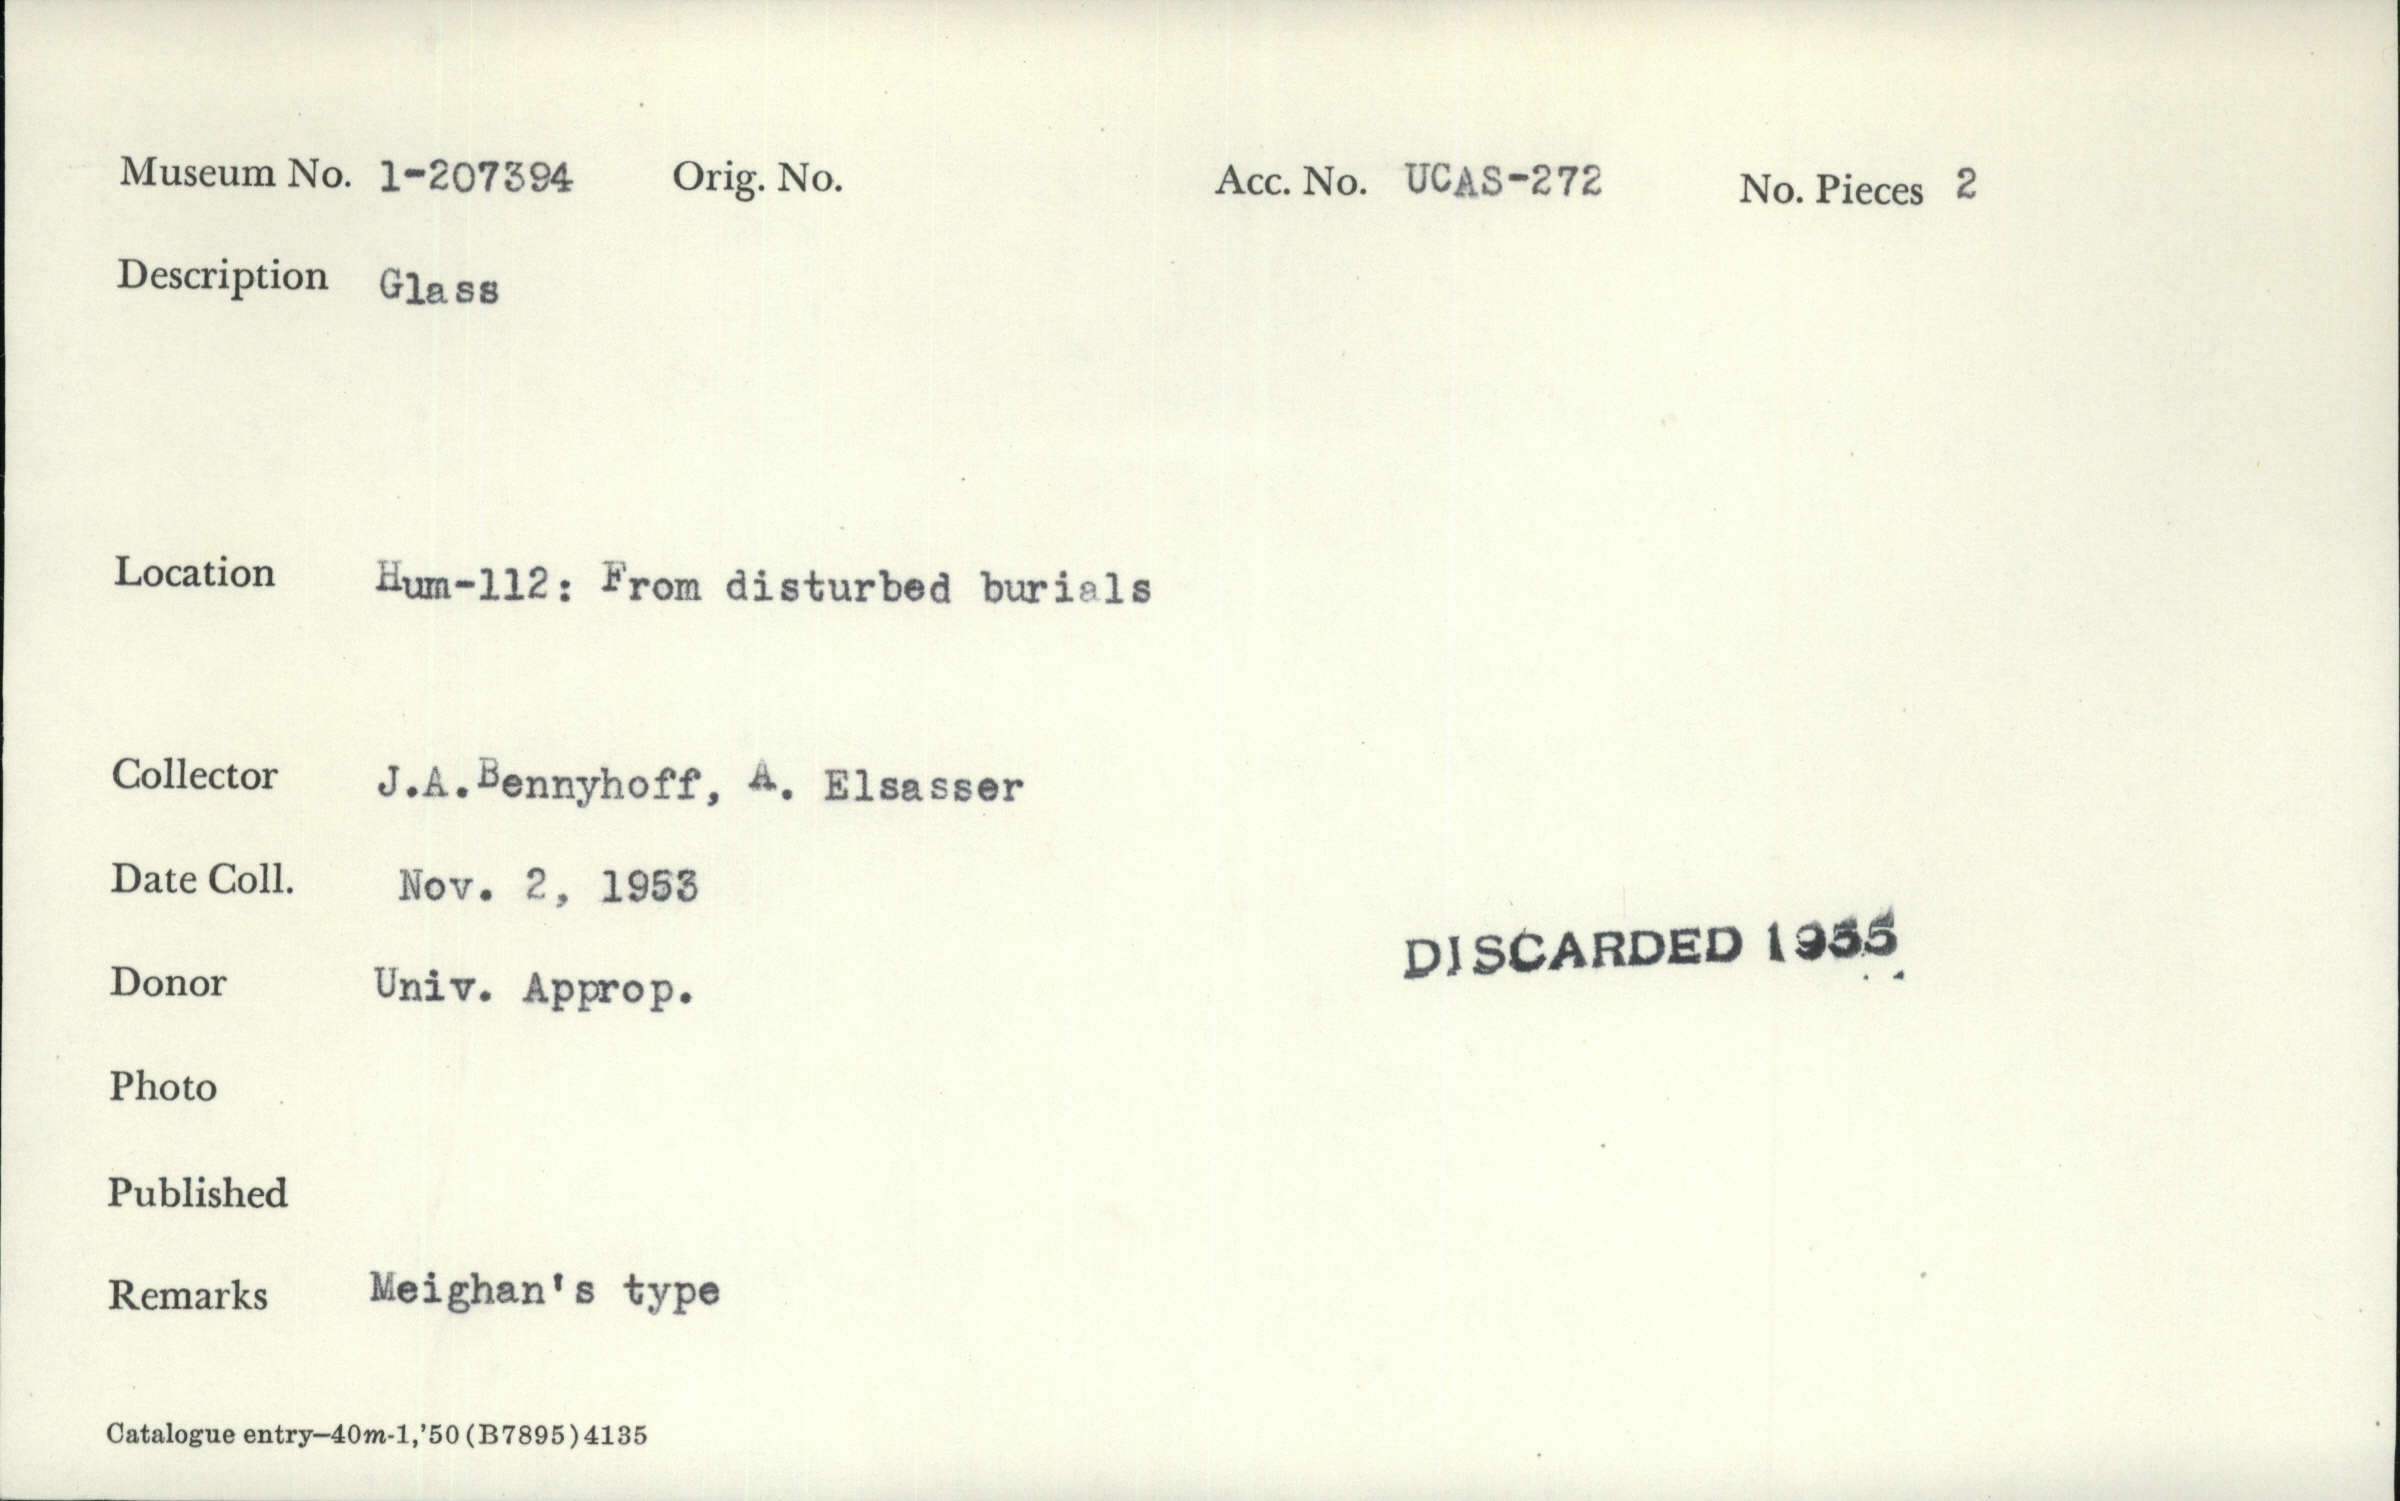 Museum No. 1-207394 Orig. No. Acc. No. UCAS-272 No. Pieces 2
Description Glass
Location Hum-112: From disturbed burials
Collector J.A.Bennyhoff, A. Elsasser
Date Coll. Nov. 2, 1953
DISCARDED 1955
Donor Univ. Approp.
Photo
Published
Remarks Meighan's type
Catalogue entry—40m-1,'50(B7895)4135